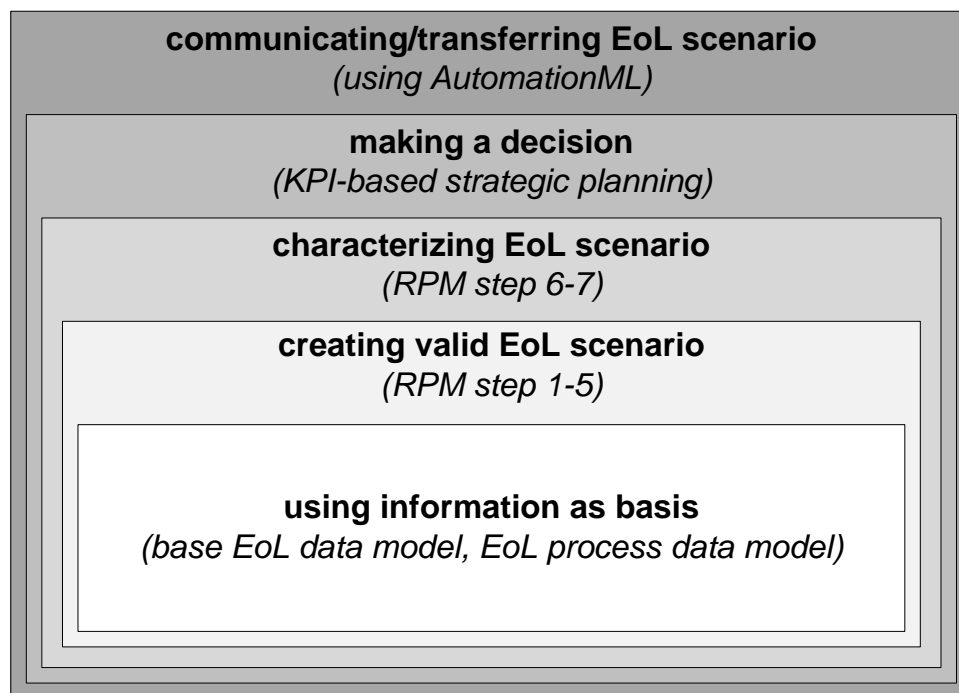 communicating/transferring EoL scenario
(using AutomationML)
making a decision
(KPI-based strategic planning)
characterizing EoL scenario
(RPM step 6-7)
creating valid EoL scenario
(RPM step 1-5)
using information as basis
(base EoL data model, EoL process data model)